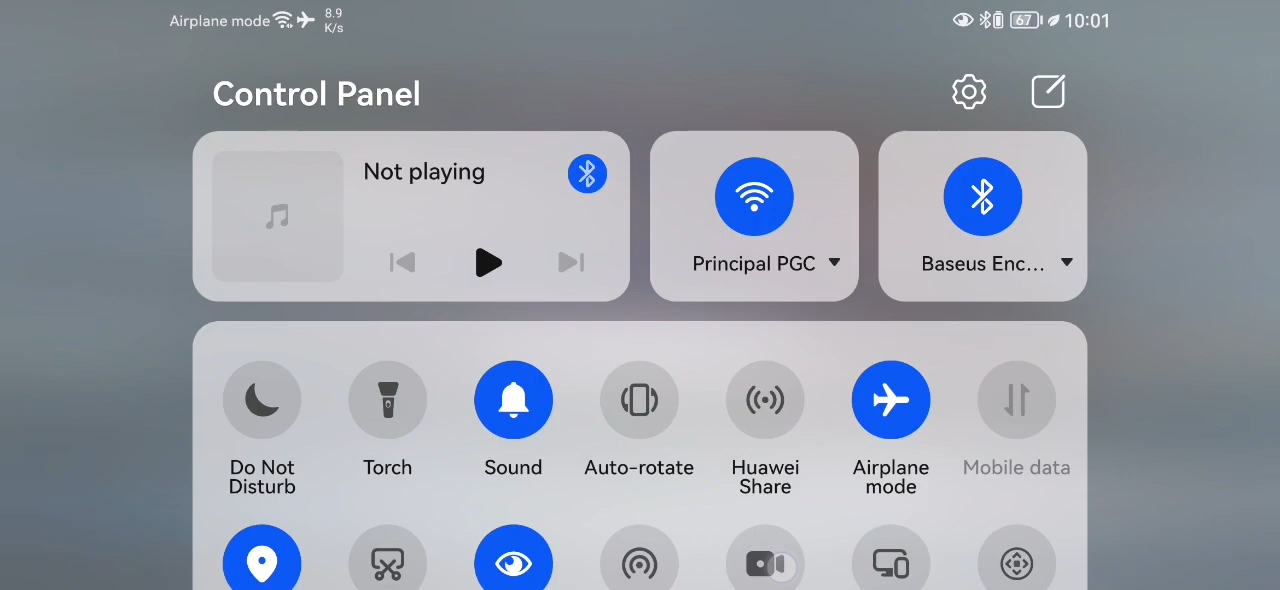 Airplane mode 8.9
K/s
67 10:01
Control Panel
Not playing
Principal PGC
Baseus Enc...
Do Not
Disturb
Torch
Sound
Auto-rotate
Huawei
Share
Airplane
mode
Mobile data